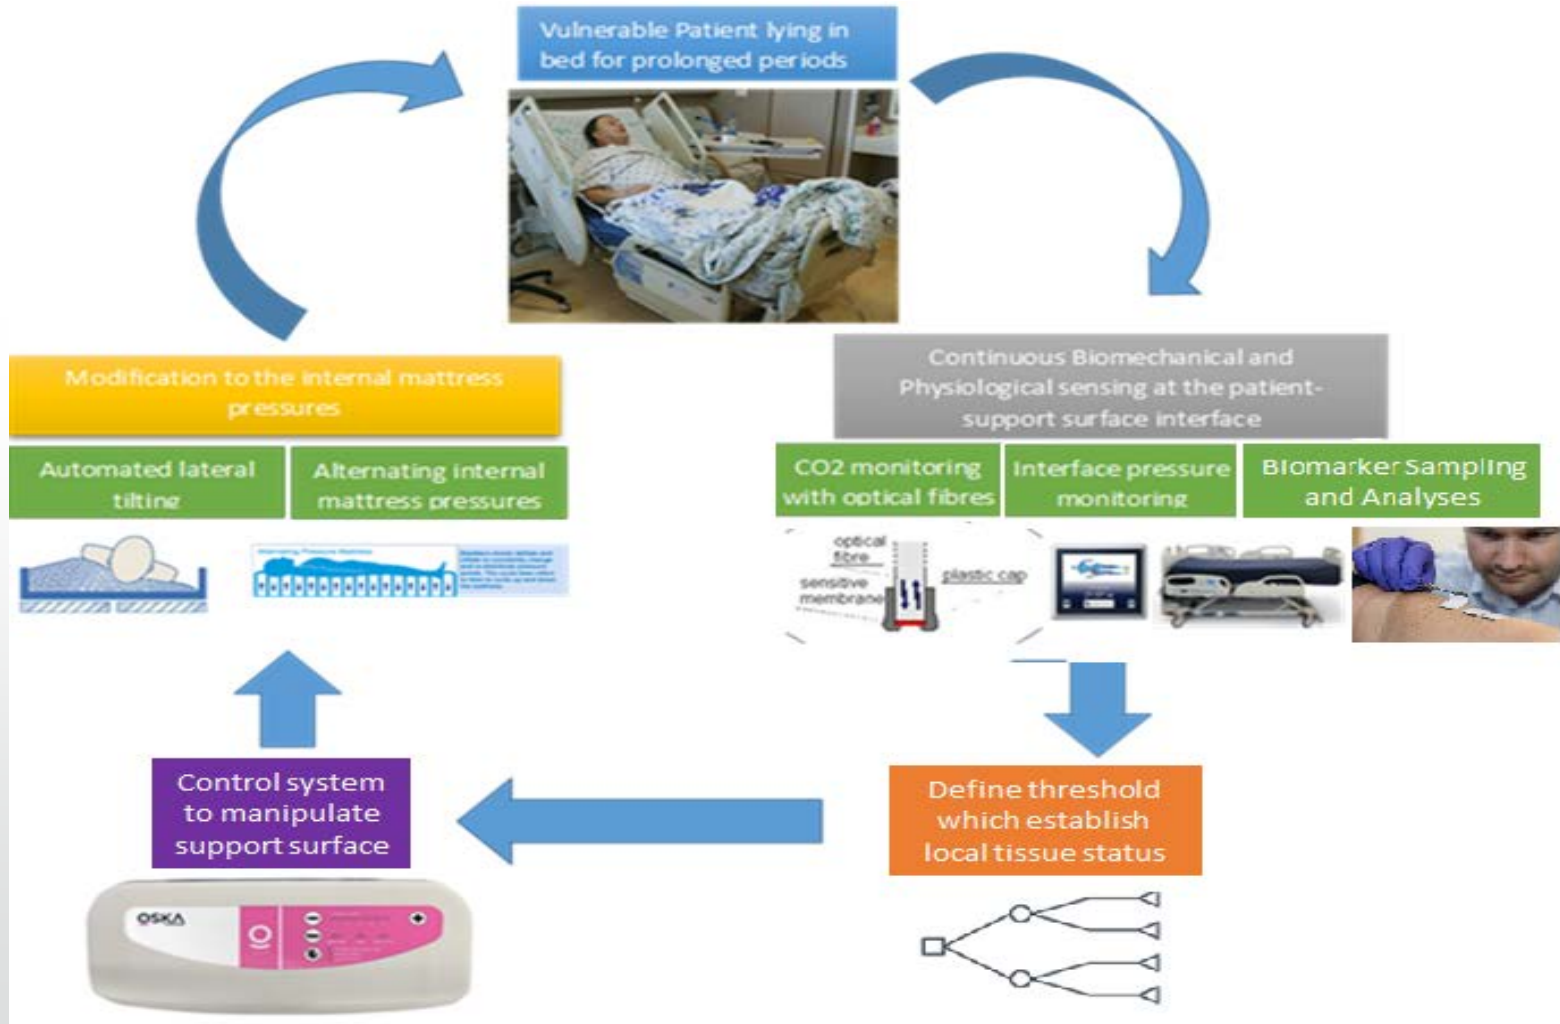 Vulnerable Patient lying in
bed for prolonged periods
Modification to the internal mattress
pressures
Continuous Biomechanical and
Physiological sensing at the patient-
support surface interface
Automated lateral
tilting
Alternating internal
mattress pressures
CO2 monitoring
with optical fibres
Interface pressure
monitoring
Biomarker Sampling
and Analyses
optical
fibre
sensitive
membrane
plastic cap
Alternating Pressure Mattress
Control system
to manipulate
support surface
Define threshold
which establish
local tissue status
OSKA